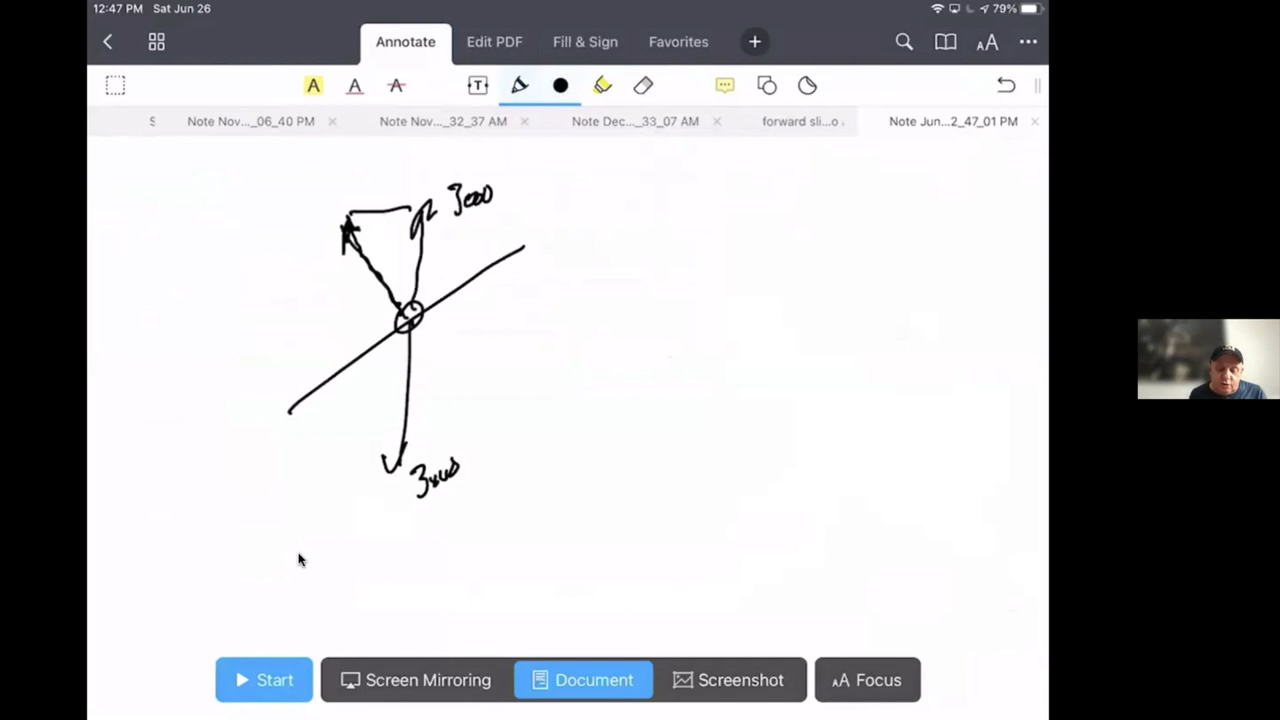 12:47 PM Sat Jun 26
79%
Annotate Edit PDF Fill & Sign Favorites
A A A T
S Note Nov..._06_40 PM Note Nov..._32_37 AM Note Dec..._33_07 AM forward sli...o Note Jun...2_47_01 PM
3000
3000
Start Screen Mirroring Document Screenshot AA Focus